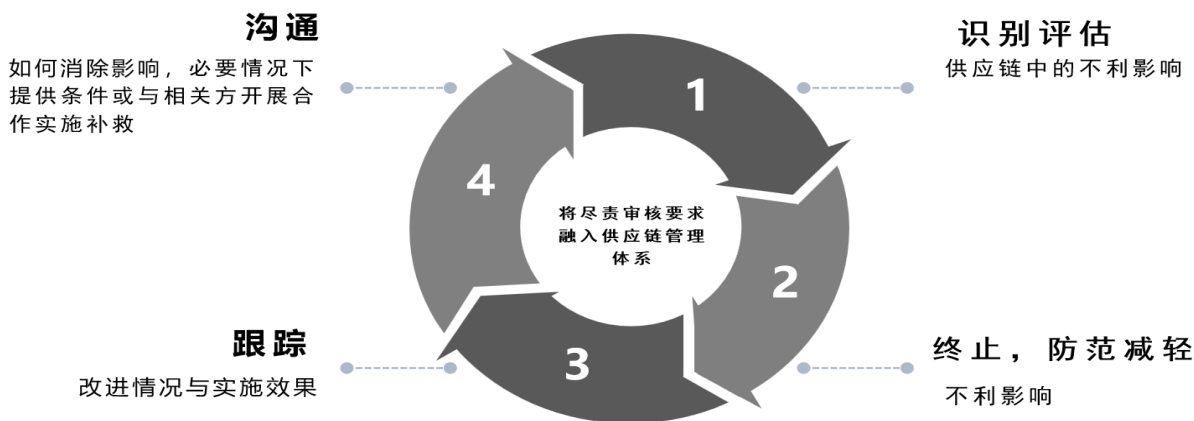 沟通
如何消除影响，必要情况下
提供条件或与相关方开展合
作实施补救
识别评估
供应链中的不利影响
1
4
将尽责审核要求
融入供应链管理
体系
2
3
跟踪
改进情况与实施效果
终止，防范减轻
不利影响